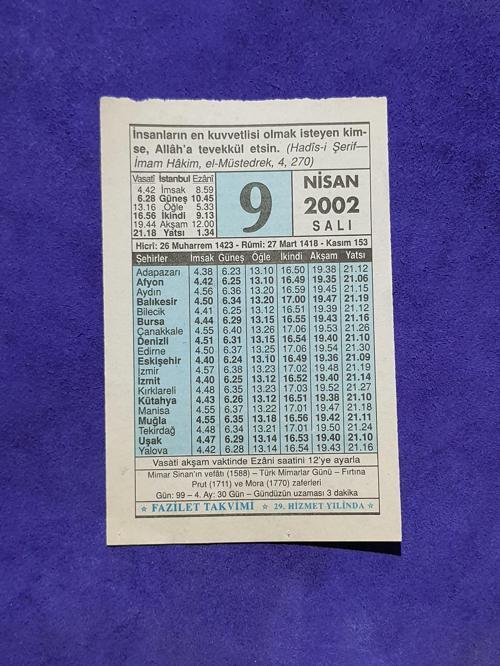 İnsanların en kuvvetlisi olmak isteyen kim-
se, Allâh'a tevekkül etsin. (Hadîs-i Şerif—
İmam Hâkim, el-Müstedrek, 4, 270)
Vasatî İstanbul Ezânî
4.42 İmsak 8.59
6.28 Güneş 10.45
13.16 Öğle 5.33
16.56 İkindi 9.13
19.44 Akşam 12.00
21.18 Yatsı 1.34
9
NİSAN
2002
SALI
Hicrî: 26 Muharrem 1423 - Rûmi: 27 Mart 1418 - Kasım 153
Şehirler İmsak Güneş Öğle İkindi Akşam Yatsı
Adapazarı 4.38 6.23 13.10 16.50 19.38 21.12
Afyon 4.42 6.25 13.10 16.49 19.35 21.06
Aydın 4.56 6.36 13.20 16.59 19.45 21.15
Balıkesir 4.50 6.34 13.20 17.00 19.47 21.19
Bilecik 4.41 6.25 13.12 16.51 19.39 21.12
Bursa 4.44 6.29 13.15 16.55 19.43 21.16
Çanakkale 4.55 6.40 13.26 17.06 19.53 21.26
Denizli 4.51 6.31 13.15 16.54 19.40 21.10
Edirne 4.50 6.37 13.25 17.06 19.54 21.30
Eskişehir 4.40 6.24 13.10 16.49 19.36 21.09
İzmir 4.57 6.38 13.23 17.02 19.48 21.19
İzmit 4.40 6.25 13.12 16.52 19.40 21.14
Kırklareli 4.48 6.35 13.23 17.03 19.52 21.27
Kütahya 4.43 6.26 13.12 16.51 19.38 21.10
Manisa 4.55 6.37 13.22 17.01 19.47 21.18
Muğla 4.55 6.35 13.18 16.56 19.42 21.11
Tekirdağ 4.48 6.34 13.21 17.01 19.50 21.24
Uşak 4.47 6.29 13.14 16.53 19.40 21.10
Yalova 4.42 6.28 13.14 16.54 19.43 21.16
Vasati akşam vaktinde Ezâni saatini 12'ye ayarla
Mimar Sinan'ın vefâtı (1588) – Türk Mimarlar Günü – Fırtına
Prut (1711) ve Mora (1770) zaferleri
Gün: 99 – 4. Ay: 30 Gün – Gündüzün uzaması 3 dakika
★ FAZİLET TAKVİMİ ★ 29. HİZMET YILINDA ★